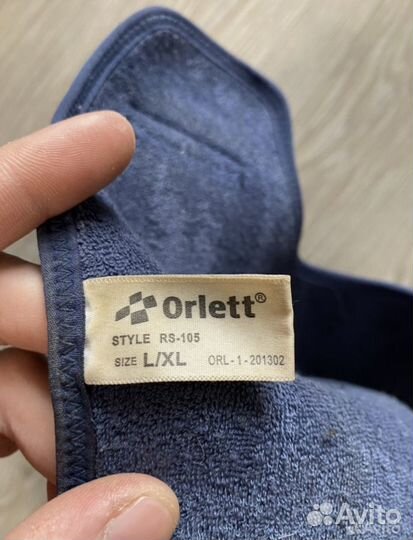 Orlett®
STYLE RS-105
SIZE L/XL ORL-1-201302
Avito